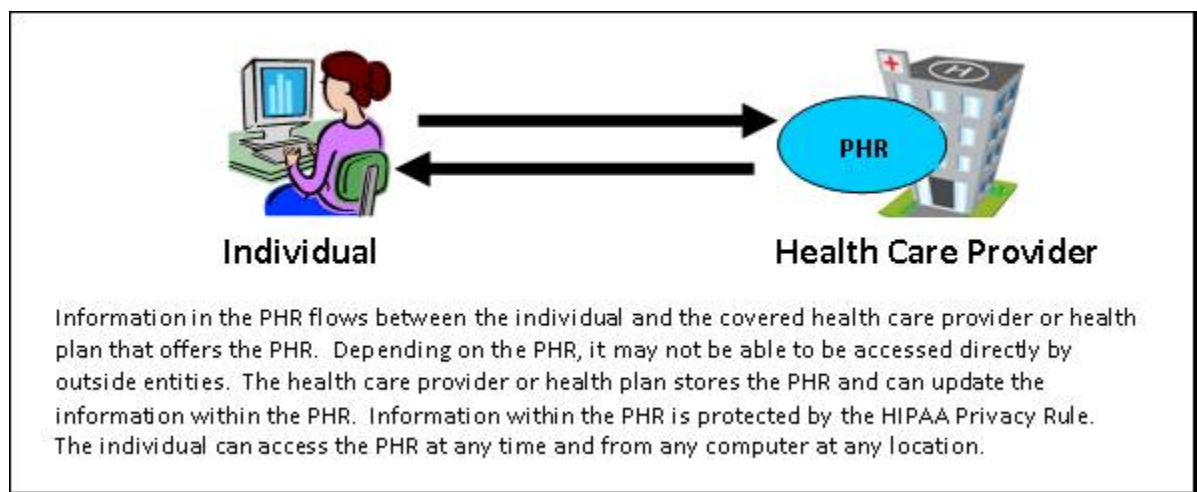 H
PHR
Individual
Health Care Provider
Information in the PHR flows between the individual and the covered health care provider or health
plan that offers the PHR.  Depending on the PHR, it may not be able to be accessed directly by
outside entities.  The health care provider or health plan stores the PHR and can update the
information within the PHR.  Information within the PHR is protected by the HIPAA Privacy Rule.
The individual can access the PHR at any time and from any computer at any location.